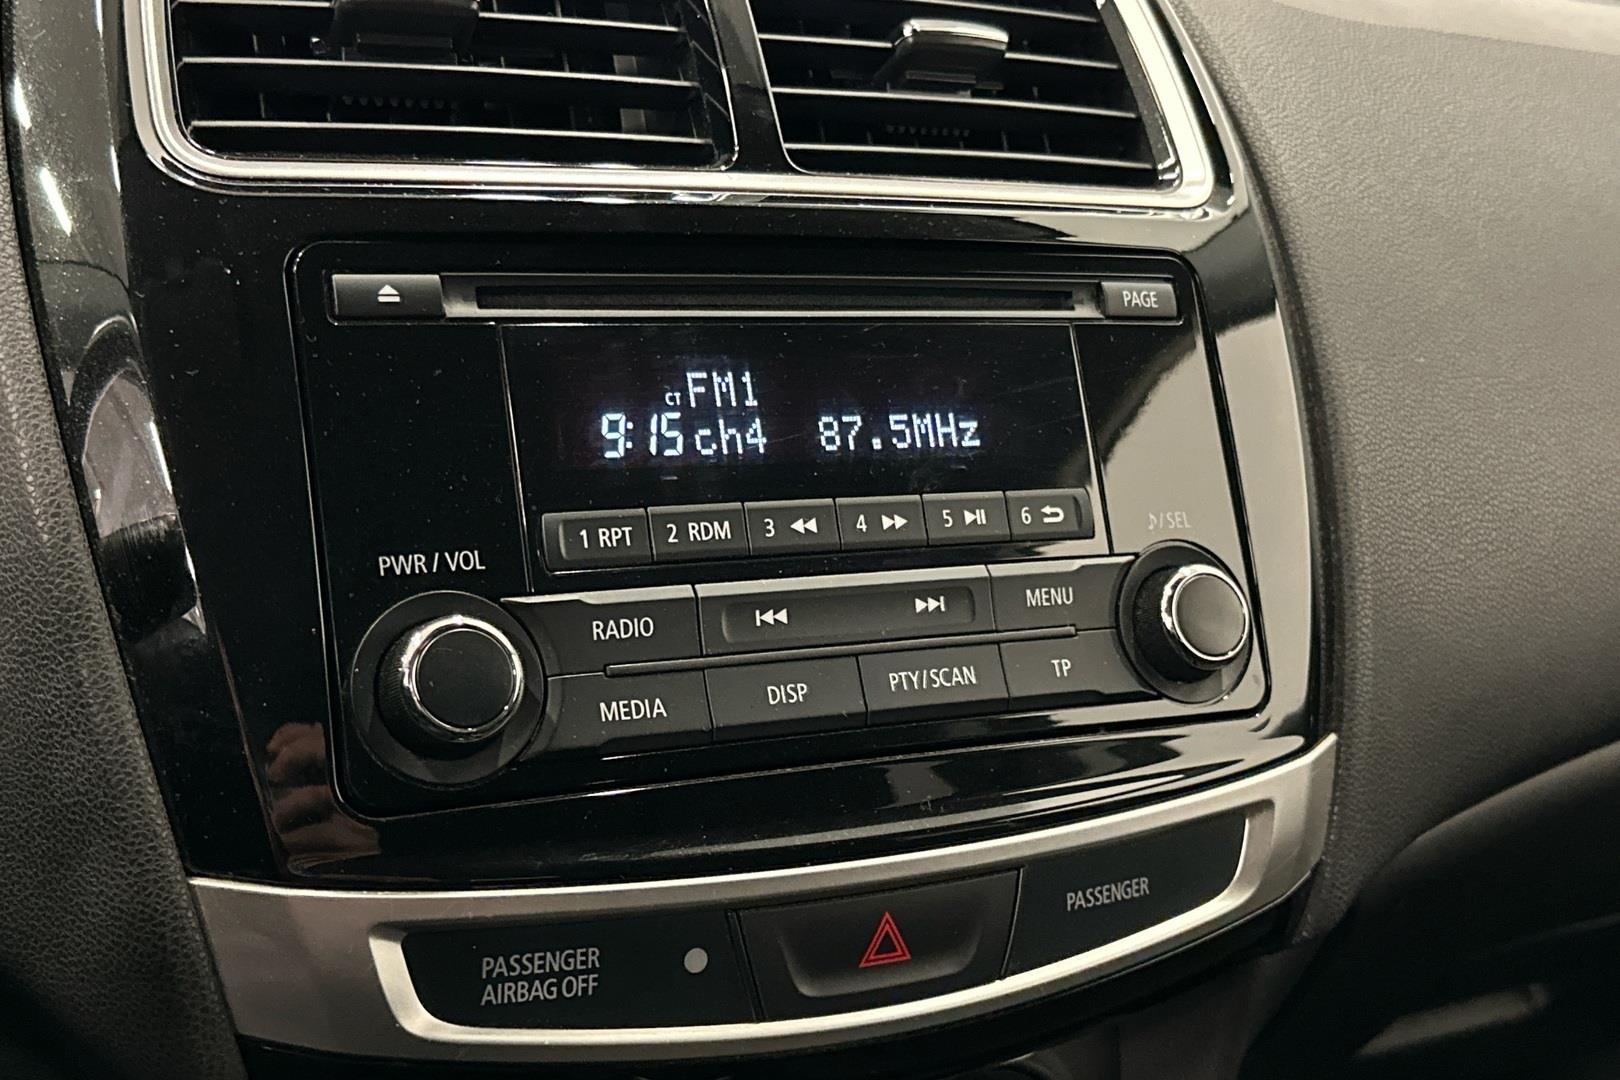 PAGE
CT FM1
9:15 ch4 87.5MHz
1 RPT 2 RDM 3 4 5 6
PWR / VOL
♪/SEL
RADIO MENU
MEDIA DISP PTY/SCAN TP
PASSENGER
AIRBAG OFF
PASSENGER